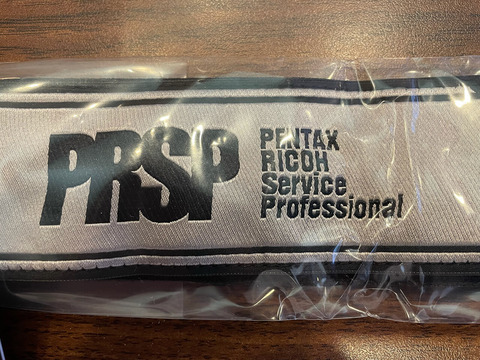 PRSP
PENTAX
RICOH
Service
Professional